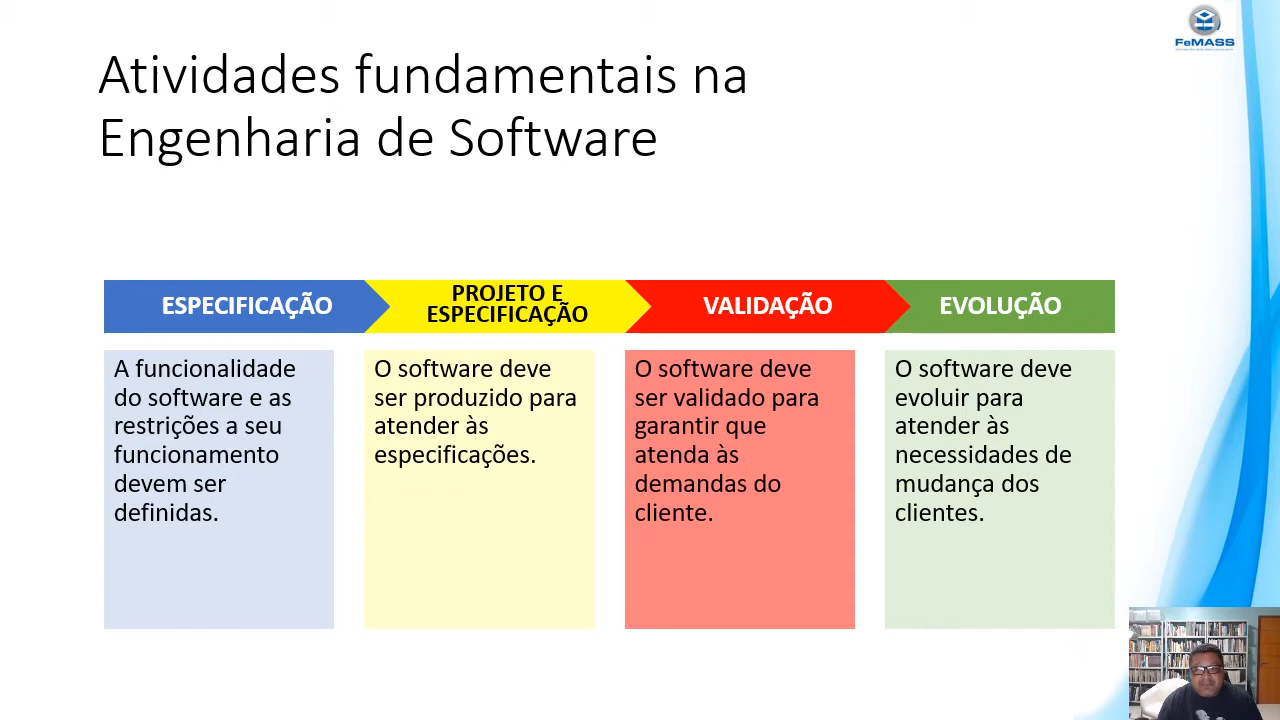 FeMASS
Atividades fundamentais na
Engenharia de Software
ESPECIFICAÇÃO
PROJETO E
ESPECIFICAÇÃO
VALIDAÇÃO
EVOLUÇÃO
A funcionalidade
do software e as
restrições a seu
funcionamento
devem ser
definidas.
O software deve
ser produzido para
atender às
especificações.
O software deve
ser validado para
garantir que
atenda às
demandas do
cliente.
O software deve
evoluir para
atender às
necessidades de
mudança dos
clientes.